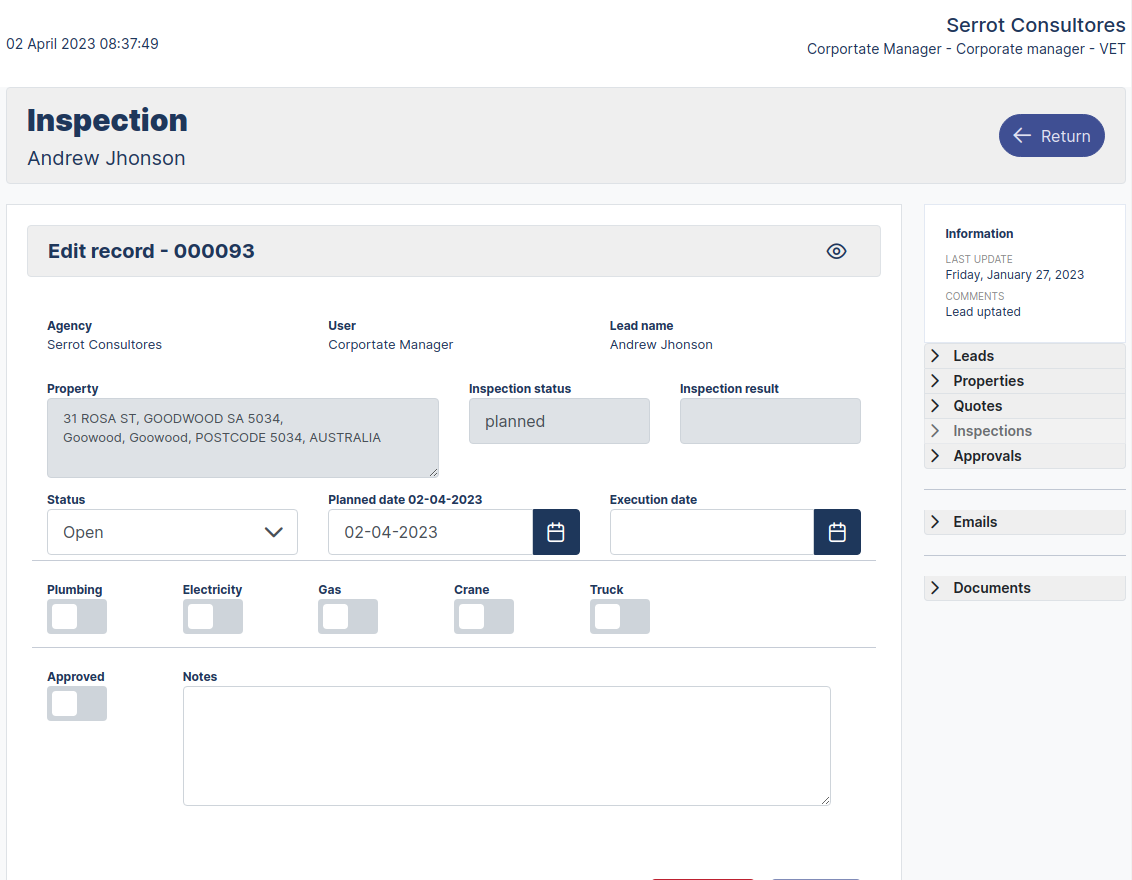 02 April 2023 08:37:49
Serrot Consultores
Corportate Manager - Corporate manager - VET
Inspection
Andrew Jhonson
Return
Edit record - 000093
Agency
Serrot Consultores
User
Corportate Manager
Lead name
Andrew Jhonson
Property
31 ROSA ST, GOODWOOD SA 5034,
Goowood, Goowood, POSTCODE 5034, AUSTRALIA
Inspection status
planned
Inspection result
Status
Open
Planned date 02-04-2023
02-04-2023
Execution date
Plumbing
Electricity
Gas
Crane
Truck
Approved
Notes
Information
LAST UPDATE
Friday, January 27, 2023
COMMENTS
Lead uptated
Leads
Properties
Quotes
Inspections
Approvals
Emails
Documents